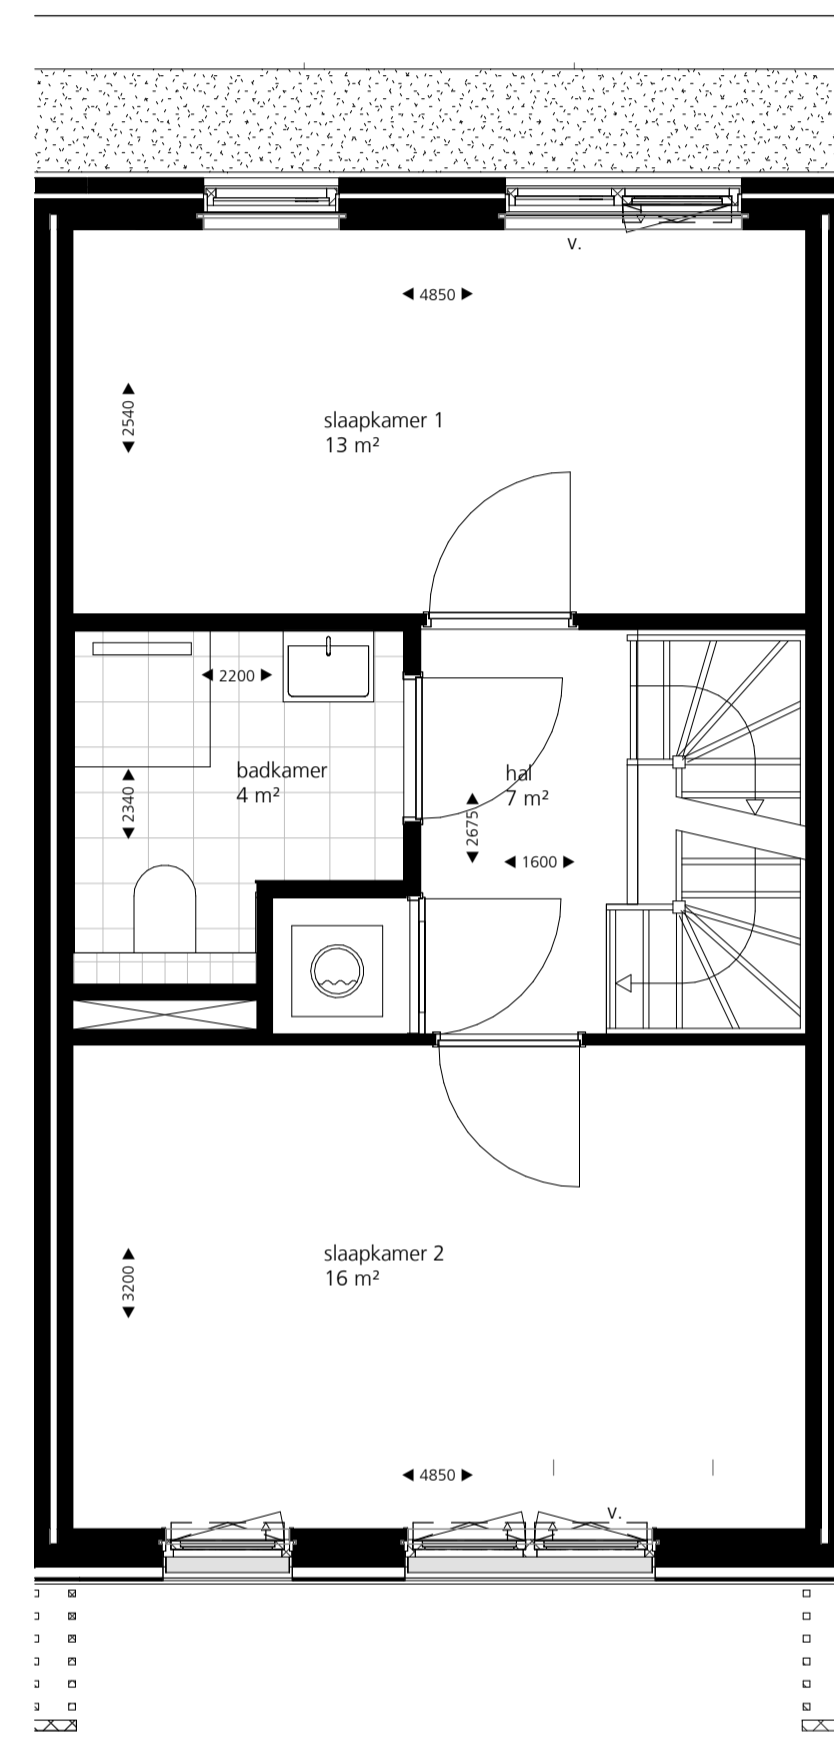 v.
4850
2540
slaapkamer 1
13 m²
2200
badkamer
4 m²
2340
hal
7 m²
2675
1600
slaapkamer 2
16 m²
3200
4850
v.